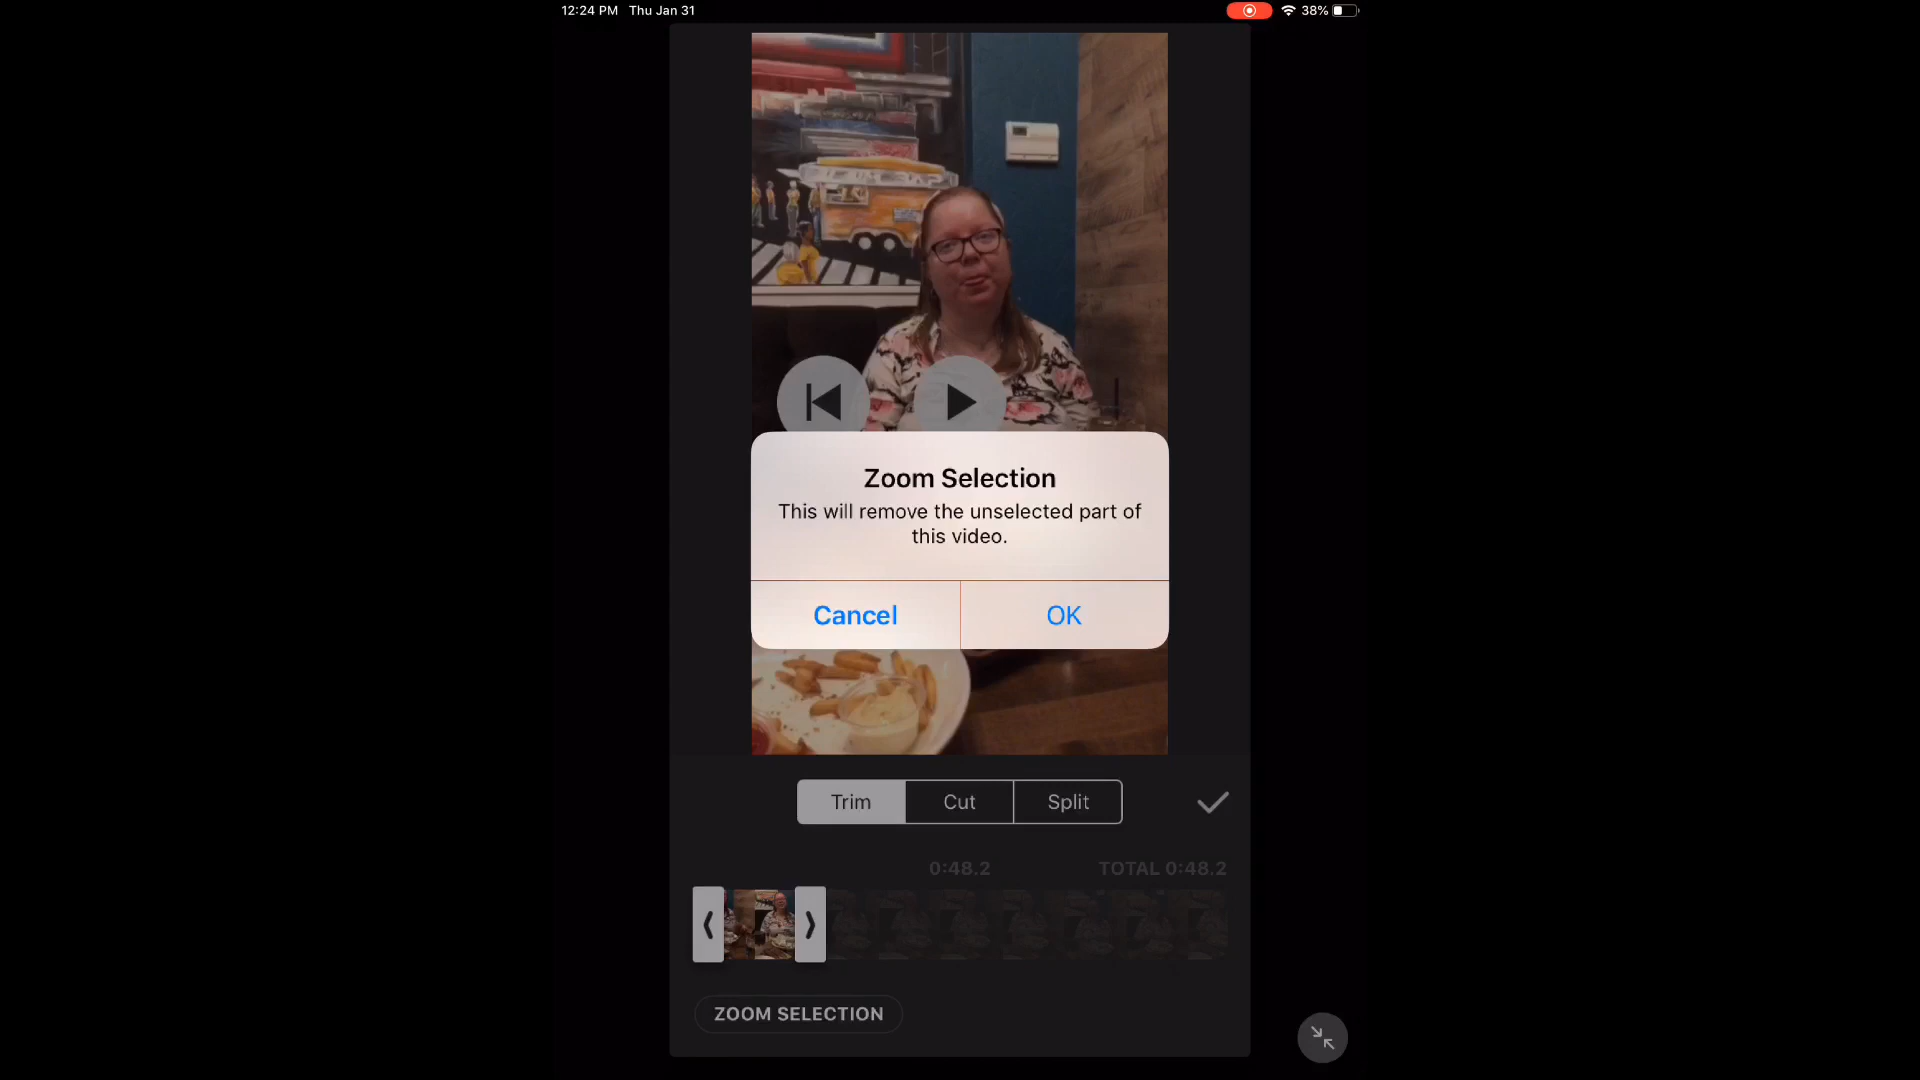 12:24 PM Thu Jan 31
38%
Zoom Selection
This will remove the unselected part of
this video.
Cancel
OK
Trim
Cut
Split
0:48.2
TOTAL 0:48.2
ZOOM SELECTION